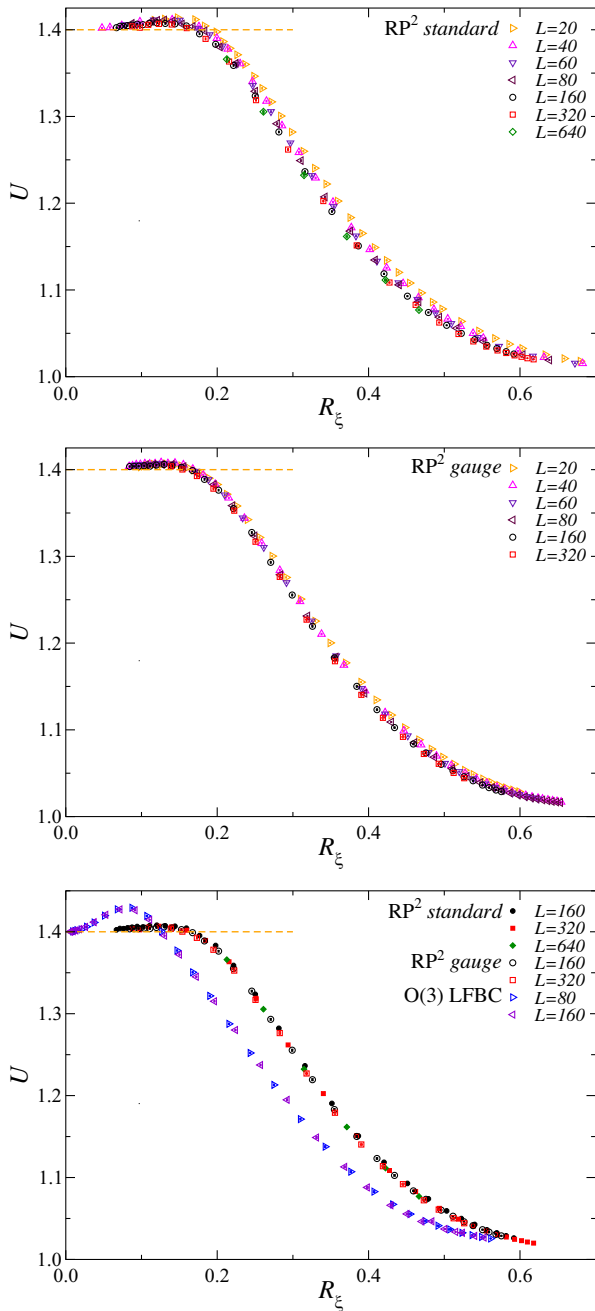 RP² standard
L=20
L=40
L=60
L=80
L=160
L=320
L=640
1.4
1.3
1.2
1.1
1.0
U
0.0 0.2 0.4 0.6
Rξ
RP² gauge
L=20
L=40
L=60
L=80
L=160
L=320
1.4
1.3
1.2
1.1
1.0
U
0.0 0.2 0.4 0.6
Rξ
RP² standard L=160
L=320
L=640
RP² gauge L=160
L=320
O(3) LFBC L=80
L=160
1.4
1.3
1.2
1.1
1.0
U
0.0 0.2 0.4 0.6
Rξ